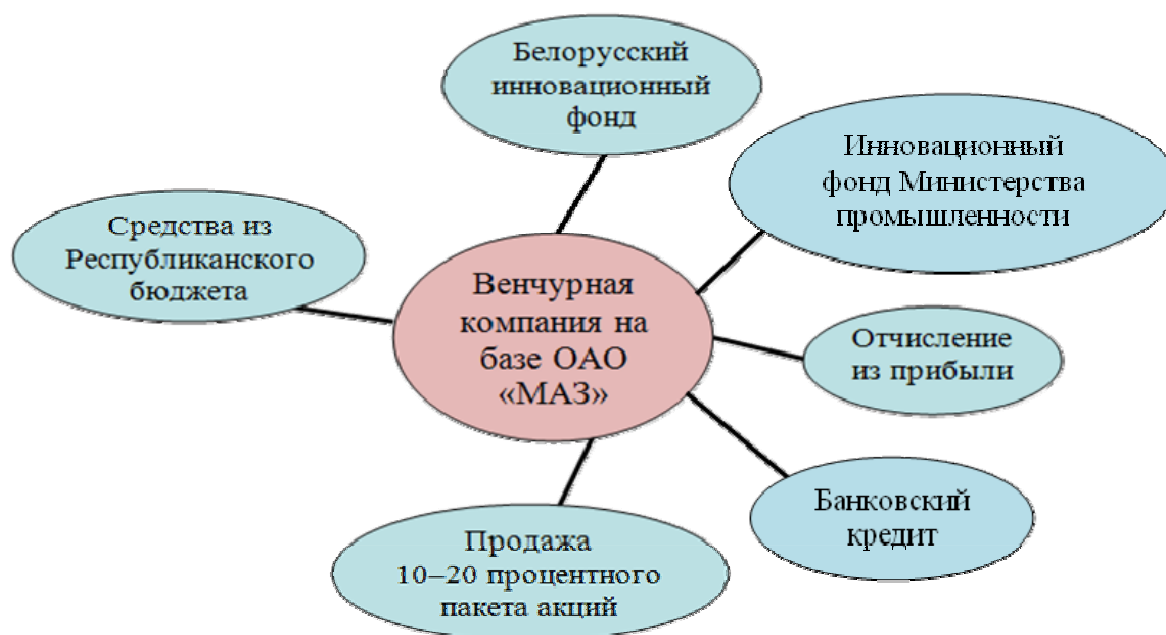 Белорусский
инновационный
фонд
Инновационный
фонд Министерства
промышленности
Средства из
Республиканского
бюджета
Венчурная
компания на
базе ОАО
«МАЗ»
Отчисление
из прибыли
Банковский
кредит
Продажа
10–20 процентного
пакета акций